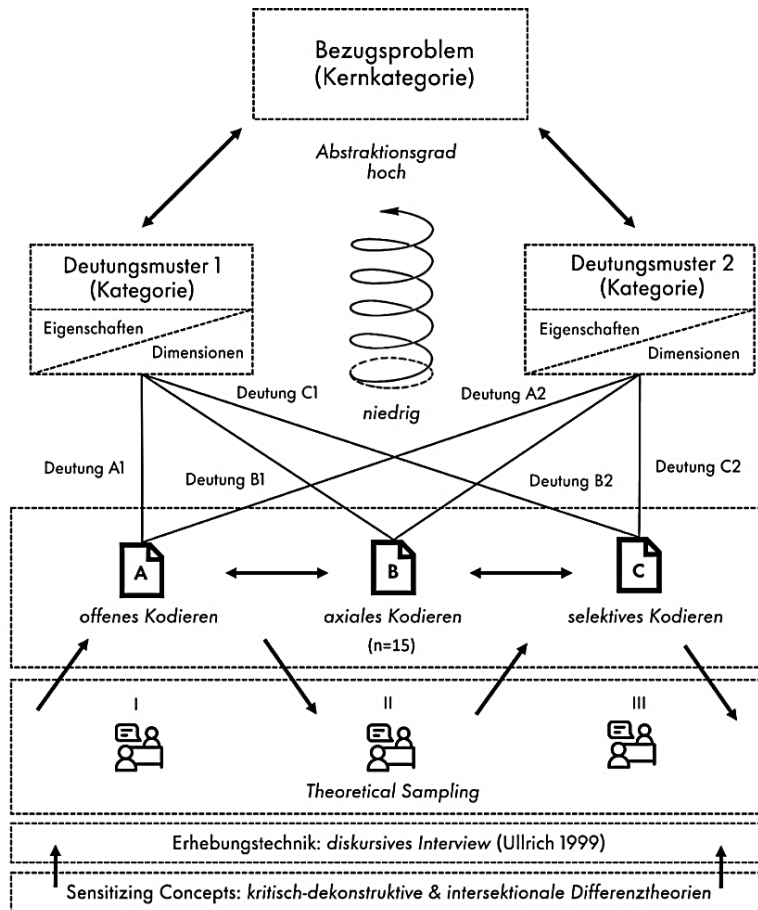 Bezugsproblem
(Kernkategorie)
Abstraktionsgrad
hoch
Deutungsmuster 1
(Kategorie)
Eigenschaften
Dimensionen
Deutungsmuster 2
(Kategorie)
Eigenschaften
Dimensionen
niedrig
Deutung C1
Deutung A2
Deutung A1
Deutung B1
Deutung B2
Deutung C2
A
B
C
offenes Kodieren
axiales Kodieren
selektives Kodieren
(n=15)
I
II
III
Theoretical Sampling
Erhebungstechnik: diskursives Interview (Ullrich 1999)
Sensitizing Concepts: kritisch-dekonstruktive & intersektionale Differenztheorien